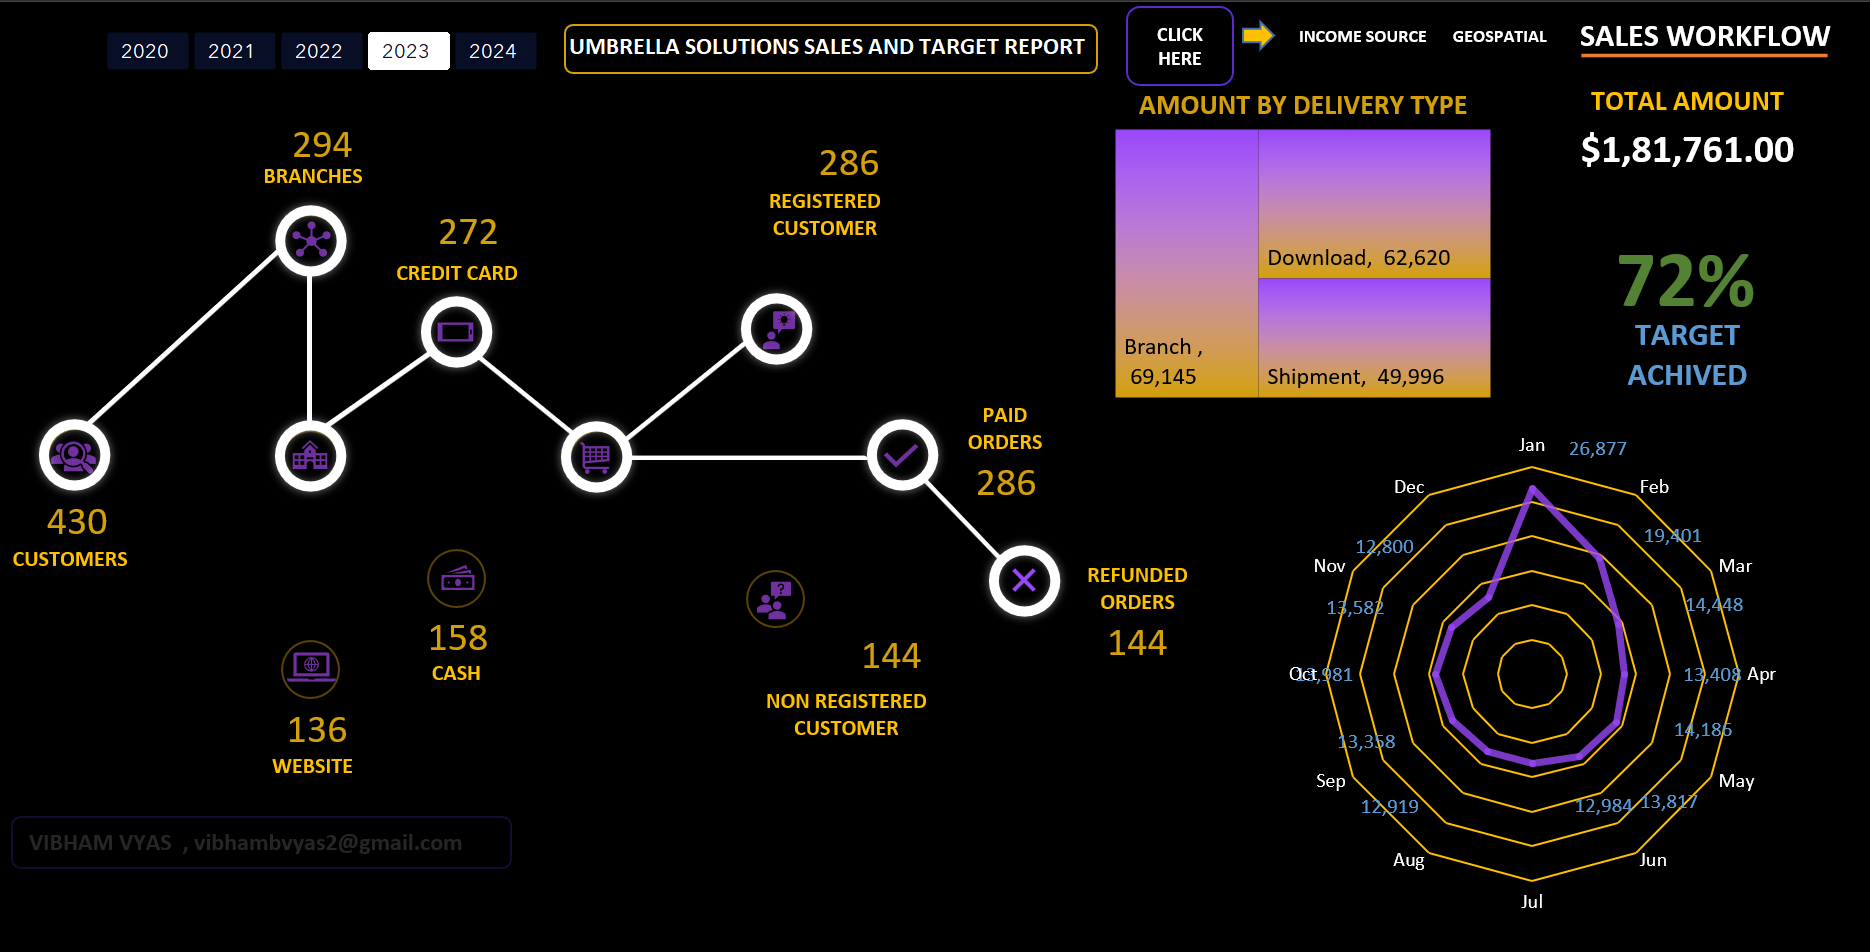 2020
2021
2022
2023
2024
UMBRELLA SOLUTIONS SALES AND TARGET REPORT
CLICK
HERE
INCOME SOURCE
GEOSPATIAL
SALES WORKFLOW
294
BRANCHES
272
CREDIT CARD
286
REGISTERED
CUSTOMER
430
CUSTOMERS
PAID
ORDERS
286
158
CASH
136
WEBSITE
144
NON REGISTERED
CUSTOMER
REFUNDED
ORDERS
144
VIBHAM VYAS , vibhambvyas2@gmail.com
AMOUNT BY DELIVERY TYPE
Branch ,
69,145
Download, 62,620
Shipment, 49,996
TOTAL AMOUNT
$1,81,761.00
72%
TARGET
ACHIVED
Jan
26,877
Feb
19,401
Mar
14,448
Apr
13,408
May
14,186
Jun
13,817
Jul
12,984
Aug
12,919
Sep
13,358
Oct
13,981
Nov
13,582
Dec
12,800